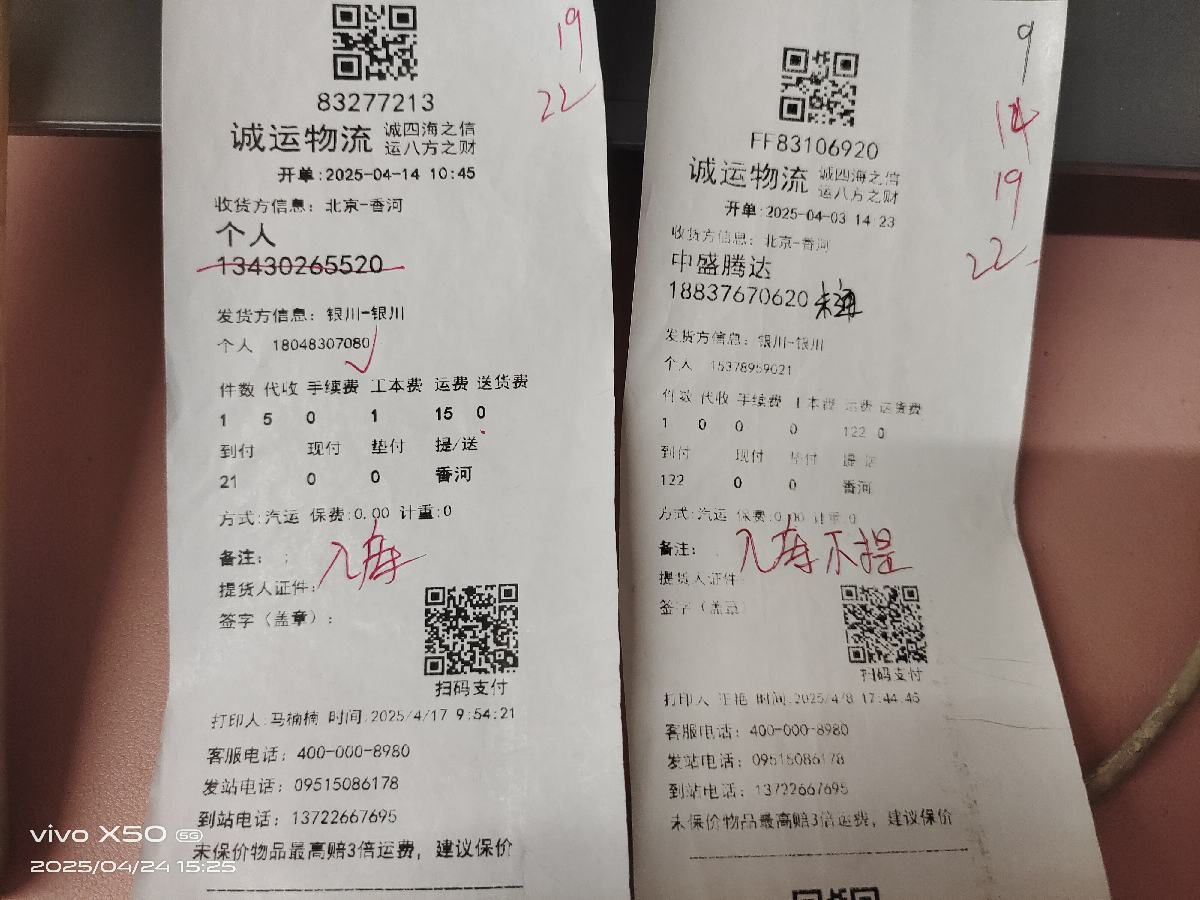 19
22
83277213
诚运物流 诚四海之信
运八方之财
开单:2025-04-14 10:45
收货方信息：北京-香河
个人
13430265520
发货方信息：银川-银川
个人 18048307080
件数 代收 手续费 工本费 运费 送货费
1 5 0 1 15 0
到付 现付 垫付 提/送
21 0 0 香河
方式:汽运 保费:0.00 计重:0
备注： ;
入库
提货人证件:
签字（盖章）:
扫码支付
打印人:马楠楠 时间:2025/4/17 9:54:21
客服电话：400-000-8980
发站电话：09515086178
到站电话：13722667695
未保价物品最高赔3倍运费，建议保价
9
14
19
22
FF83106920
诚运物流 诚四海之信
运八方之财
开单:2025-04-03 14:23
收货方信息：北京-香河
中盛腾达
18837670620
发货方信息：银川-银川
个人 15378959021
件数 代收 手续费 工本费 运费 送货费
1 0 0 0 122 0
到付 现付 垫付 提/送
122 0 0 香河
方式:汽运 保费:0.00 计重:0
备注：
入库不提
提货人证件:
签字（盖章）
扫码支付
打印人 汪艳 时间:2025/4/8 17:44:45
客服电话：400-000-8980
发站电话：09515086178
到站电话：13722667695
未保价物品最高赔3倍运费，建议保价
vivo X50 5G
2025/04/24 15:25